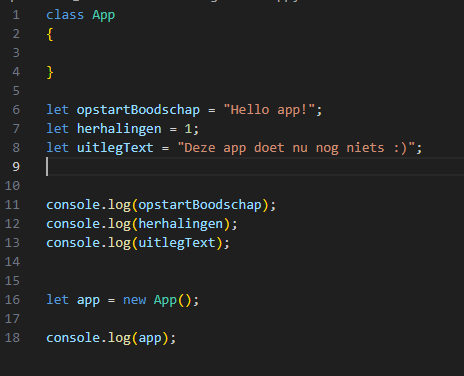 1 class App
2 {
3
4 }
5
6 let opstartBoodschap = "Hello app!";
7 let herhalingen = 1;
8 let uitlegText = "Deze app doet nu nog niets :)";
9
10
11 console.log(opstartBoodschap);
12 console.log(herhalingen);
13 console.log(uitlegText);
14
15
16 let app = new App();
17
18 console.log(app);